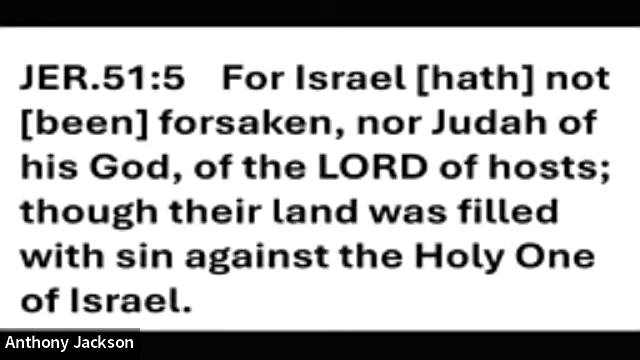 JER.51:5 For Israel [hath] not
[been] forsaken, nor Judah of
his God, of the LORD of hosts;
though their land was filled
with sin against the Holy One
of Israel.
Anthony Jackson